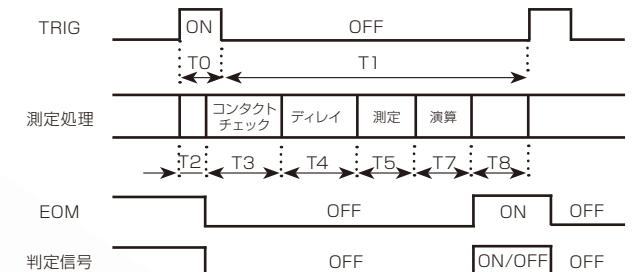 TRIG ON OFF
T0 T1
測定処理 コンタクト チェック ディレイ 測定 演算
T2 T3 T4 T5 T7 T8
EOM OFF ON OFF
判定信号 OFF ON/OFF OFF